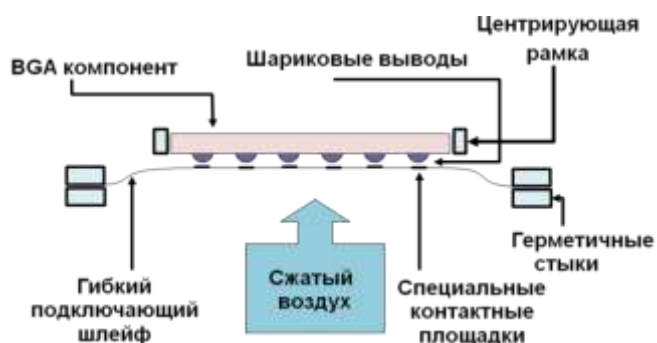 Центрирующая
рамка
Шариковые выводы
BGA компонент
Герметичные
стыки
Гибкий
подключающий
шлейф
Сжатый
воздух
Специальные
контактные
площадки